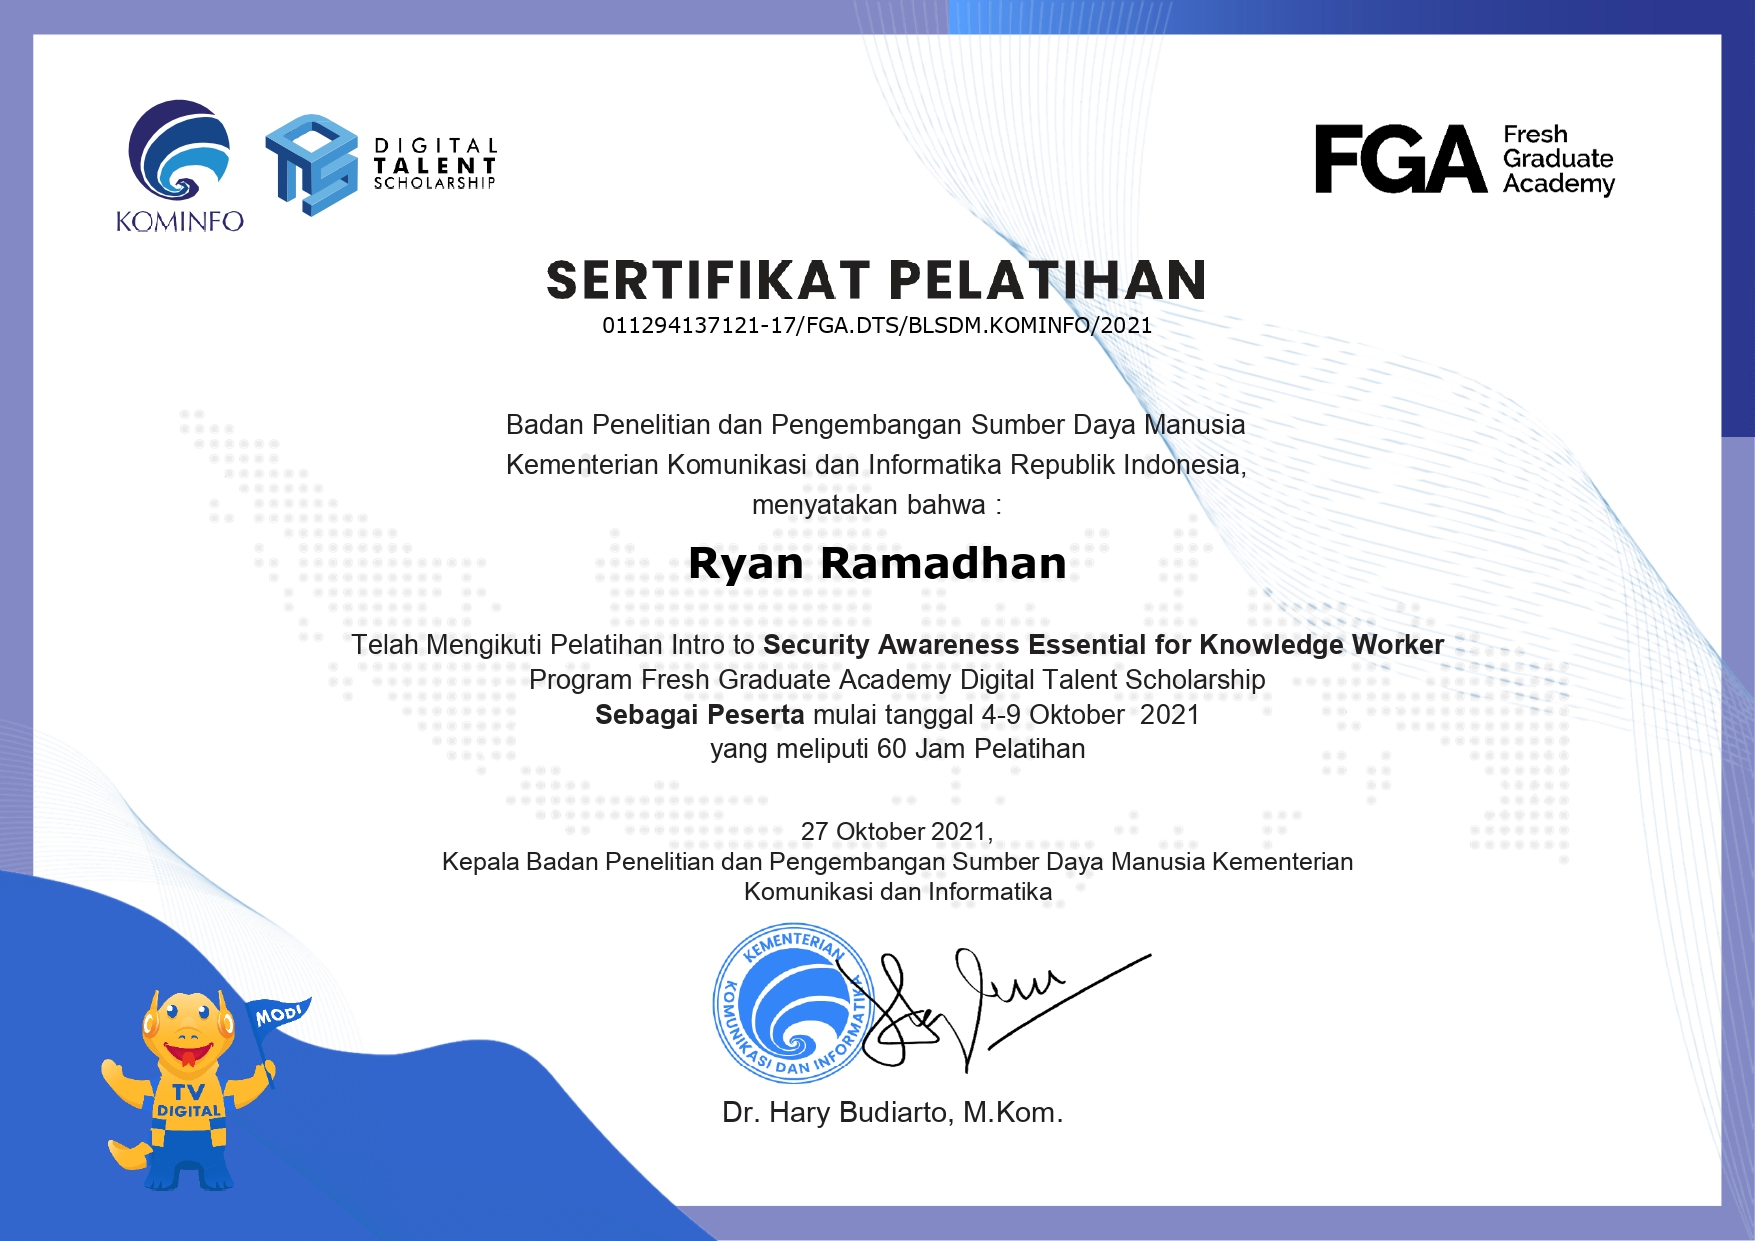 KOMINFO
DIGITAL
TALENT
SCHOLARSHIP
FGA
Fresh
Graduate
Academy
SERTIFIKAT PELATIHAN
011294137121-17/FGA.DTS/BLSDM.KOMINFO/2021
Badan Penelitian dan Pengembangan Sumber Daya Manusia
Kementerian Komunikasi dan Informatika Republik Indonesia,
menyatakan bahwa :
Ryan Ramadhan
Telah Mengikuti Pelatihan Intro to Security Awareness Essential for Knowledge Worker
Program Fresh Graduate Academy Digital Talent Scholarship
Sebagai Peserta mulai tanggal 4-9 Oktober 2021
yang meliputi 60 Jam Pelatihan
27 Oktober 2021,
Kepala Badan Penelitian dan Pengembangan Sumber Daya Manusia Kementerian
Komunikasi dan Informatika
KEMENTERIAN
KOMUNIKASI DAN INFORMATIKA
MODI
TV
DIGITAL
Dr. Hary Budiarto, M.Kom.